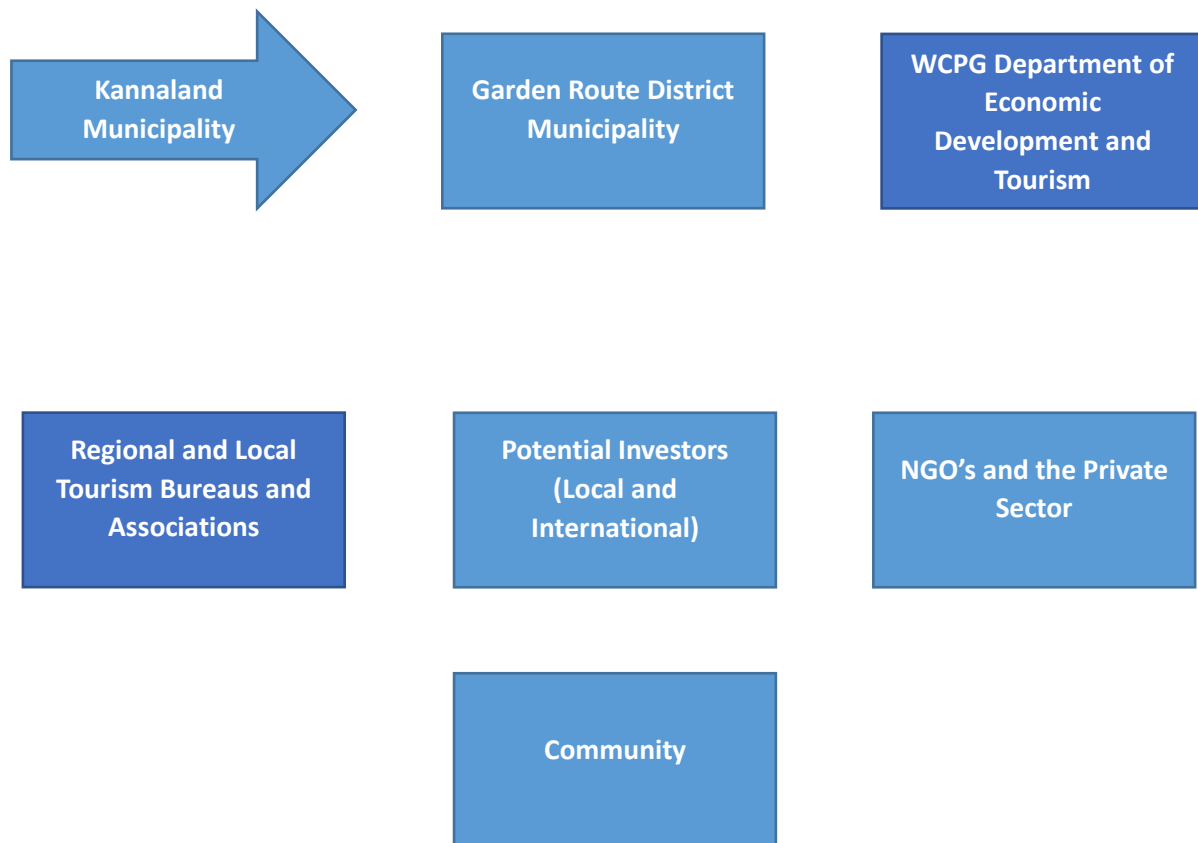 Kannaland
Municipality
Garden Route District
Municipality
WCPG Department of
Economic
Development and
Tourism
Regional and Local
Tourism Bureaus and
Associations
Potential Investors
(Local and
International)
NGO’s and the Private
Sector
Community